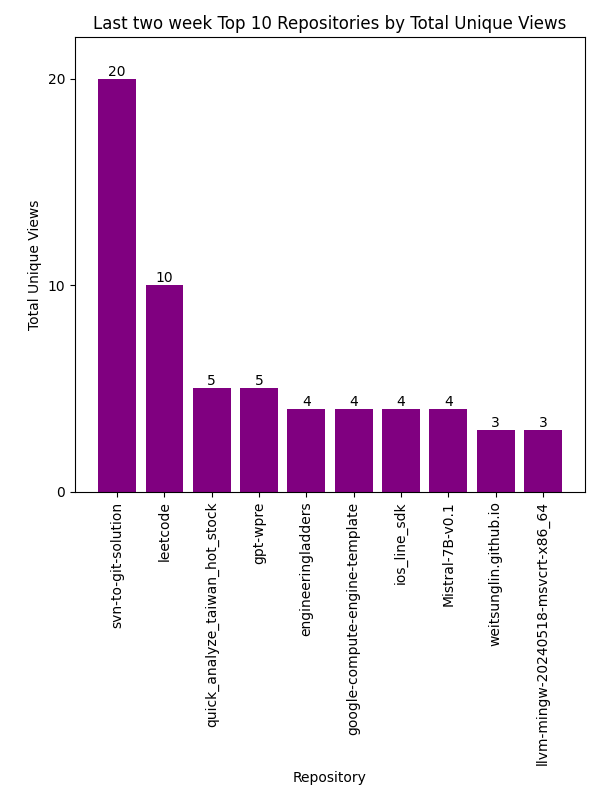 Last two week Top 10 Repositories by Total Unique Views
Total Unique Views
20
10
0
20
10
5
5
4
4
4
4
3
3
svn-to-git-solution
leetcode
quick_analyze_taiwan_hot_stock
gpt-wpre
engineeringladders
google-compute-engine-template
ios_line_sdk
Mistral-7B-v0.1
weitsunglin.github.io
llvm-mingw-20240518-msvcrt-x86_64
Repository